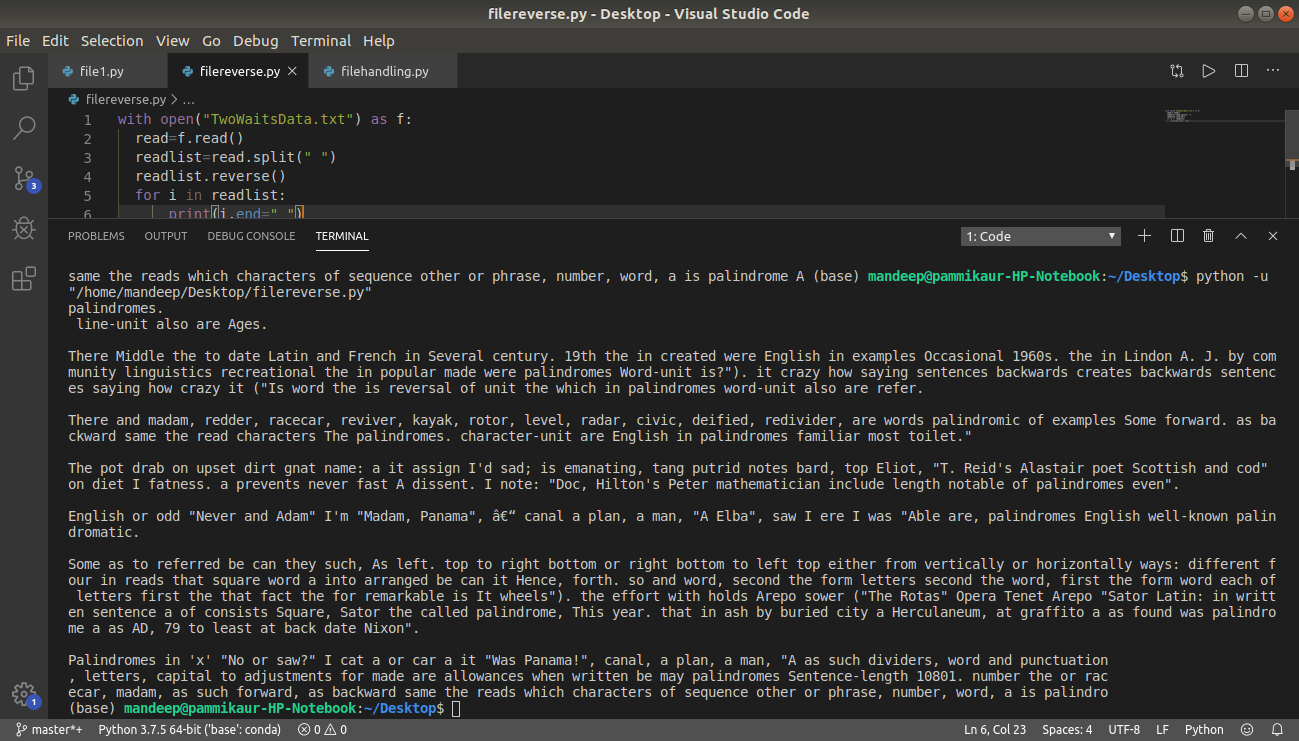 filereverse.py - Desktop - Visual Studio Code
File Edit Selection View Go Debug Terminal Help
file1.py filereverse.py filehandling.py
filereverse.py > ...
1 with open("TwoWaitsData.txt") as f:
2 read=f.read()
3 readlist=read.split(" ")
4 readlist.reverse()
5 for i in readlist:
6 print(i,end=" ")
3
PROBLEMS OUTPUT DEBUG CONSOLE TERMINAL 1: Code
same the reads which characters of sequence other or phrase, number, word, a is palindrome A (base) mandeep@pammikaur-HP-Notebook:~/Desktop$ python -u
"/home/mandeep/Desktop/filereverse.py"
palindromes.
line-unit also are Ages.
There Middle the to date Latin and French in Several century. 19th the in created were English in examples Occasional 1960s. the in Lindon A. J. by com
munity linguistics recreational the in popular made were palindromes Word-unit is?"). it crazy how saying sentences backwards creates backwards sentenc
es saying how crazy it ("Is word the is reversal of unit the which in palindromes word-unit also are refer.
There and madam, redder, racecar, reviver, kayak, rotor, level, radar, civic, deified, redivider, are words palindromic of examples Some forward. as ba
ckward same the read characters The palindromes. character-unit are English in palindromes familiar most toilet."
The pot drab on upset dirt gnat name: a it assign I'd sad; is emanating, tang putrid notes bard, top Eliot, "T. Reid's Alastair poet Scottish and cod"
on diet I fatness. a prevents never fast A dissent. I note: "Doc, Hilton's Peter mathematician include length notable of palindromes even".
English or odd "Never and Adam" I'm "Madam, Panama", â€“ canal a plan, a man, "A Elba", saw I ere I was "Able are, palindromes English well-known palin
dromatic.
Some as to referred be can they such, As left. top to right bottom or right bottom to left top either from vertically or horizontally ways: different f
our in reads that square word a into arranged be can it Hence, forth. so and word, second the form letters second the word, first the form word each of
letters first the that fact the for remarkable is It wheels"). the effort with holds Arepo sower ("The Rotas" Opera Tenet Arepo "Sator Latin: in writt
en sentence a of consists Square, Sator the called palindrome, This year. that in ash by buried city a Herculaneum, at graffito a as found was palindro
me a as AD, 79 to least at back date Nixon".
Palindromes in 'x' "No or saw?" I cat a or car a it "Was Panama!", canal, a plan, a man, "A as such dividers, word and punctuation
, letters, capital to adjustments for made are allowances when written be may palindromes Sentence-length 10801. number the or rac
ecar, madam, as such forward, as backward same the reads which characters of sequence other or phrase, number, word, a is palindro
(base) mandeep@pammikaur-HP-Notebook:~/Desktop$
1
master*+ Python 3.7.5 64-bit ('base': conda) 0 0 Ln 6, Col 23 Spaces: 4 UTF-8 LF Python